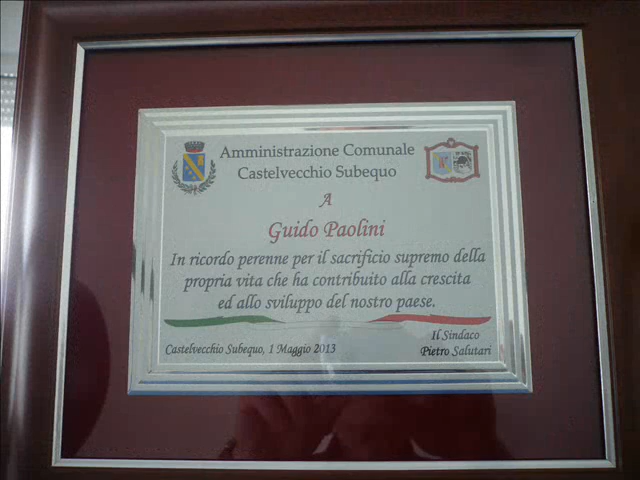 Amministrazione Comunale
Castelvecchio Subequo
A
Guido Paolini
In ricordo perenne per il sacrificio supremo della
propria vita che ha contribuito alla crescita
ed allo sviluppo del nostro paese.
Castelvecchio Subequo, 1 Maggio 2013
Il Sindaco
Pietro Salutari